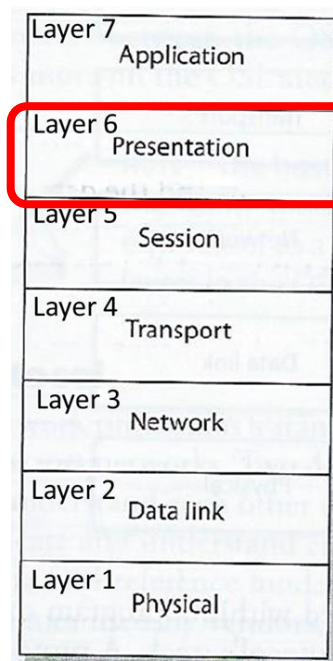 Layer 7
Application
Layer 6
Presentation
Layer 5
Session
Layer 4
Transport
Layer 3
Network
Layer 2
Data link
Layer 1
Physical